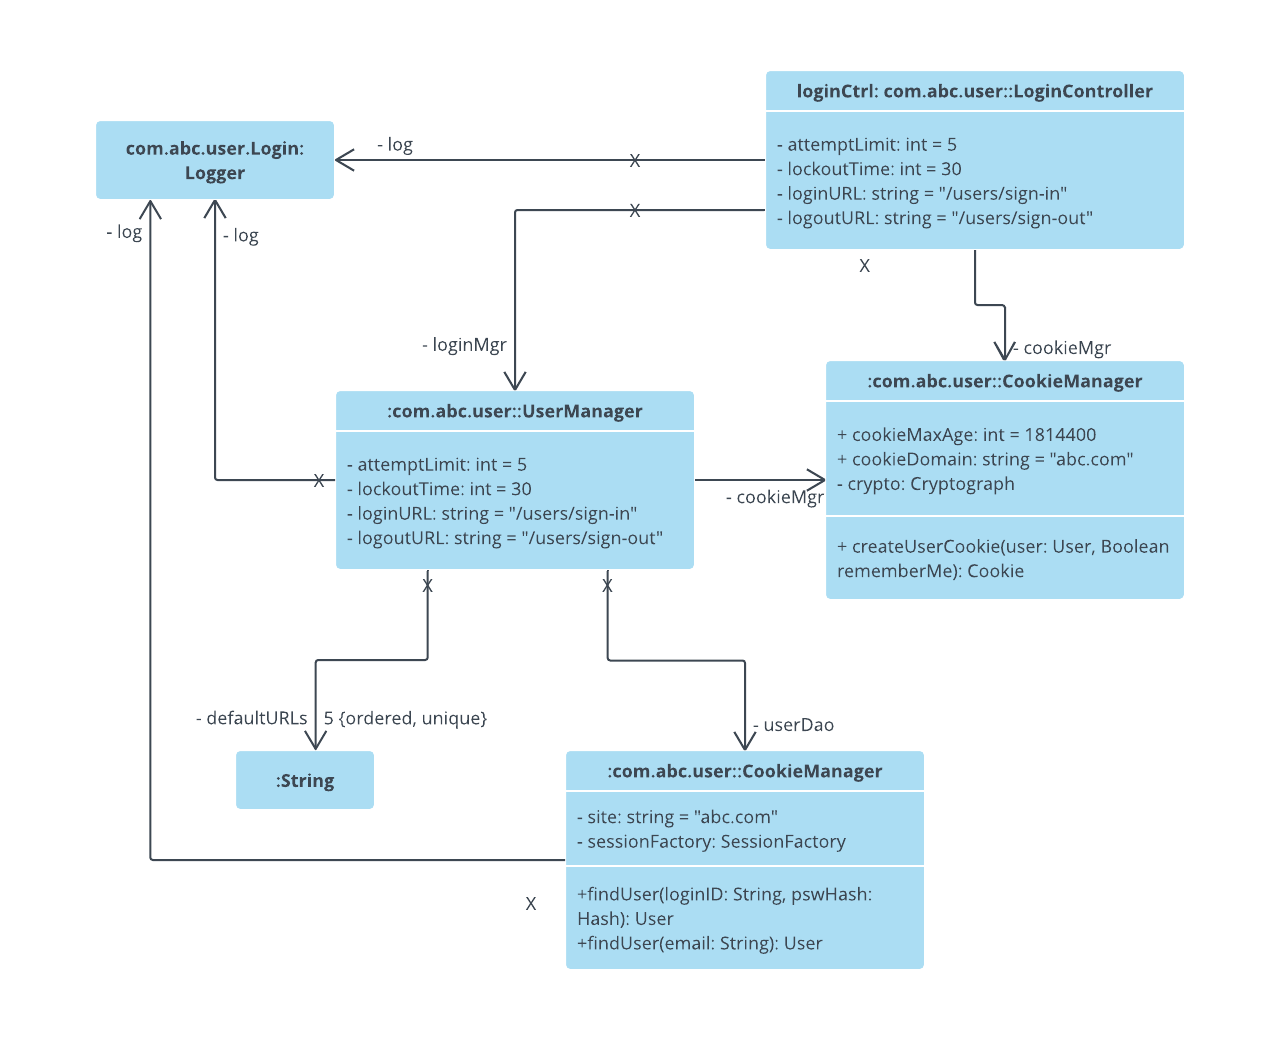 loginCtrl: com.abc.user::LoginController
- attemptLimit: int = 5
- lockoutTime: int = 30
- loginURL: string = "/users/sign-in"
- logoutURL: string = "/users/sign-out"
com.abc.user.Login:
Logger
- log
X
X
- log
- log
X
- loginMgr
- cookieMgr
:com.abc.user::UserManager
- attemptLimit: int = 5
- lockoutTime: int = 30
- loginURL: string = "/users/sign-in"
- logoutURL: string = "/users/sign-out"
X
- cookieMgr
:com.abc.user::CookieManager
+ cookieMaxAge: int = 1814400
+ cookieDomain: string = "abc.com"
- crypto: Cryptograph
+ createUserCookie(user: User, Boolean
rememberMe): Cookie
X
X
- defaultURLs
5 {ordered, unique}
- userDao
:String
:com.abc.user::CookieManager
- site: string = "abc.com"
- sessionFactory: SessionFactory
+findUser(loginID: String, pswHash:
Hash): User
+findUser(email: String): User
X